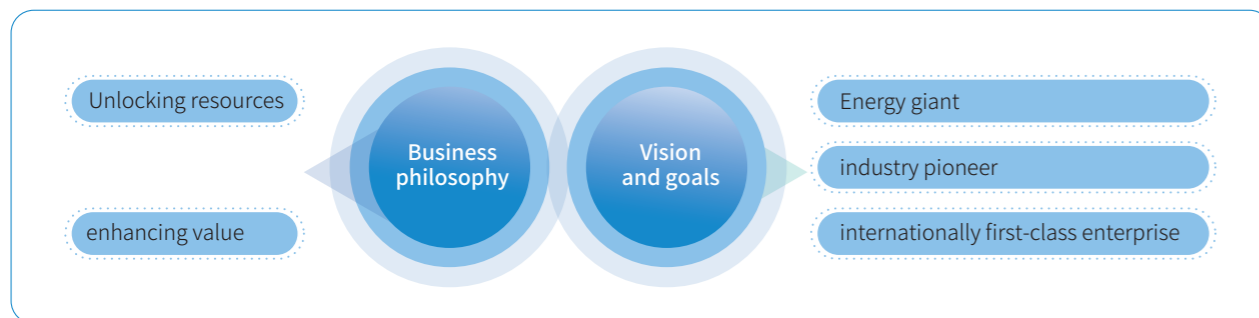 Unlocking resources
enhancing value
Business
philosophy
Vision
and goals
Energy giant
industry pioneer
internationally first-class enterprise